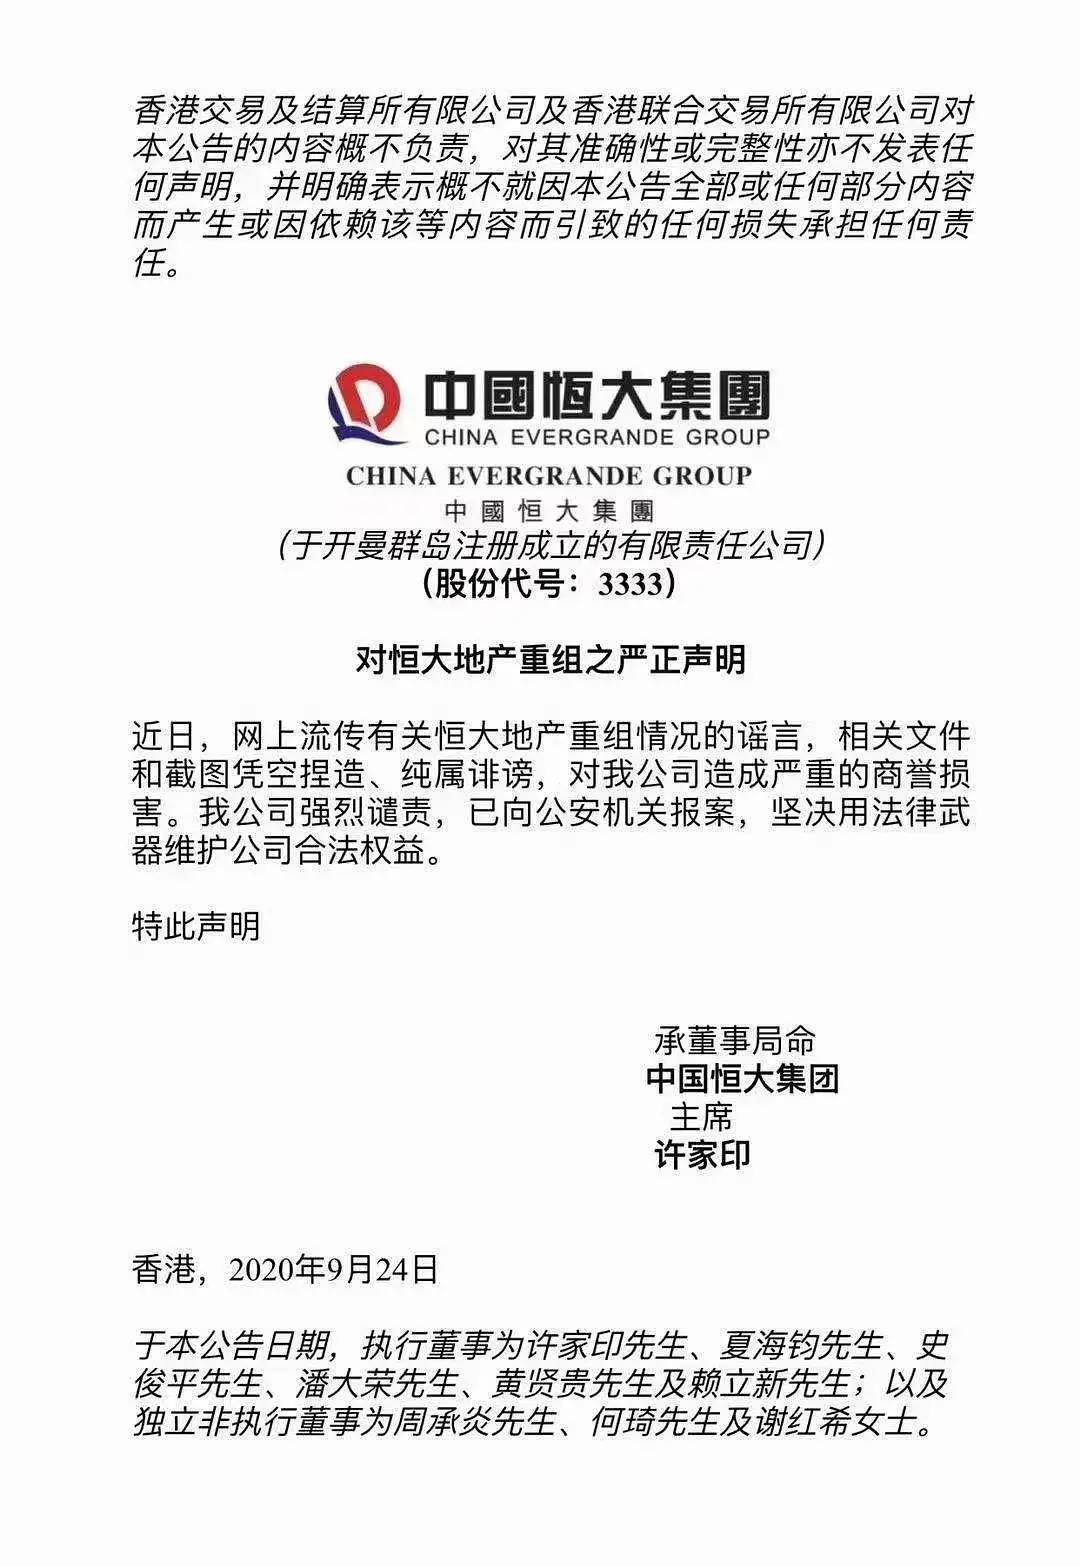 香港交易及结算所有限公司及香港联合交易所有限公司对
本公告的内容概不负责，对其准确性或完整性亦不发表任
何声明，并明确表示概不就因本公告全部或任何部分内容
而产生或因依赖该等内容而引致的任何损失承担任何责
任。
中國恆大集團
CHINA EVERGRANDE GROUP
CHINA EVERGRANDE GROUP
中國恒大集團
（于开曼群岛注册成立的有限责任公司）
（股份代号：3333）
对恒大地产重组之严正声明
近日，网上流传有关恒大地产重组情况的谣言，相关文件
和截图凭空捏造、纯属诽谤，对我公司造成严重的商誉损
害。我公司强烈谴责，已向公安机关报案，坚决用法律武
器维护公司合法权益。
特此声明
承董事局命
中国恒大集团
主席
许家印
香港，2020年9月24日
于本公告日期，执行董事为许家印先生、夏海钧先生、史
俊平先生、潘大荣先生、黄贤贵先生及赖立新先生；以及
独立非执行董事为周承炎先生、何琦先生及谢红希女士。